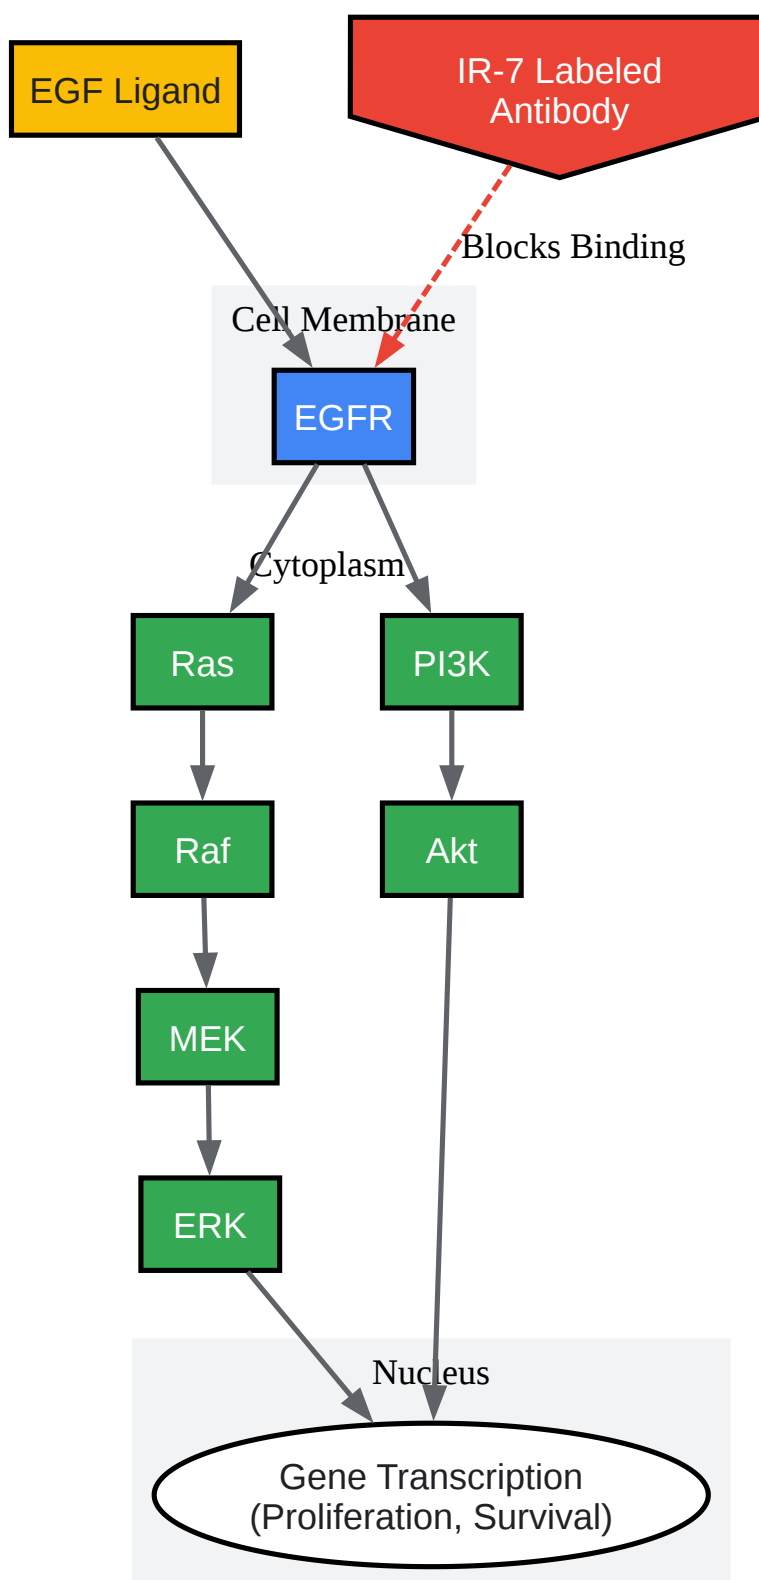 EGF Ligand
IR-7 Labeled
Antibody
Blocks Binding
Cell Membrane
EGFR
Cytoplasm
Ras
PI3K
Raf
Akt
MEK
ERK
Nucleus
Gene Transcription
(Proliferation, Survival)